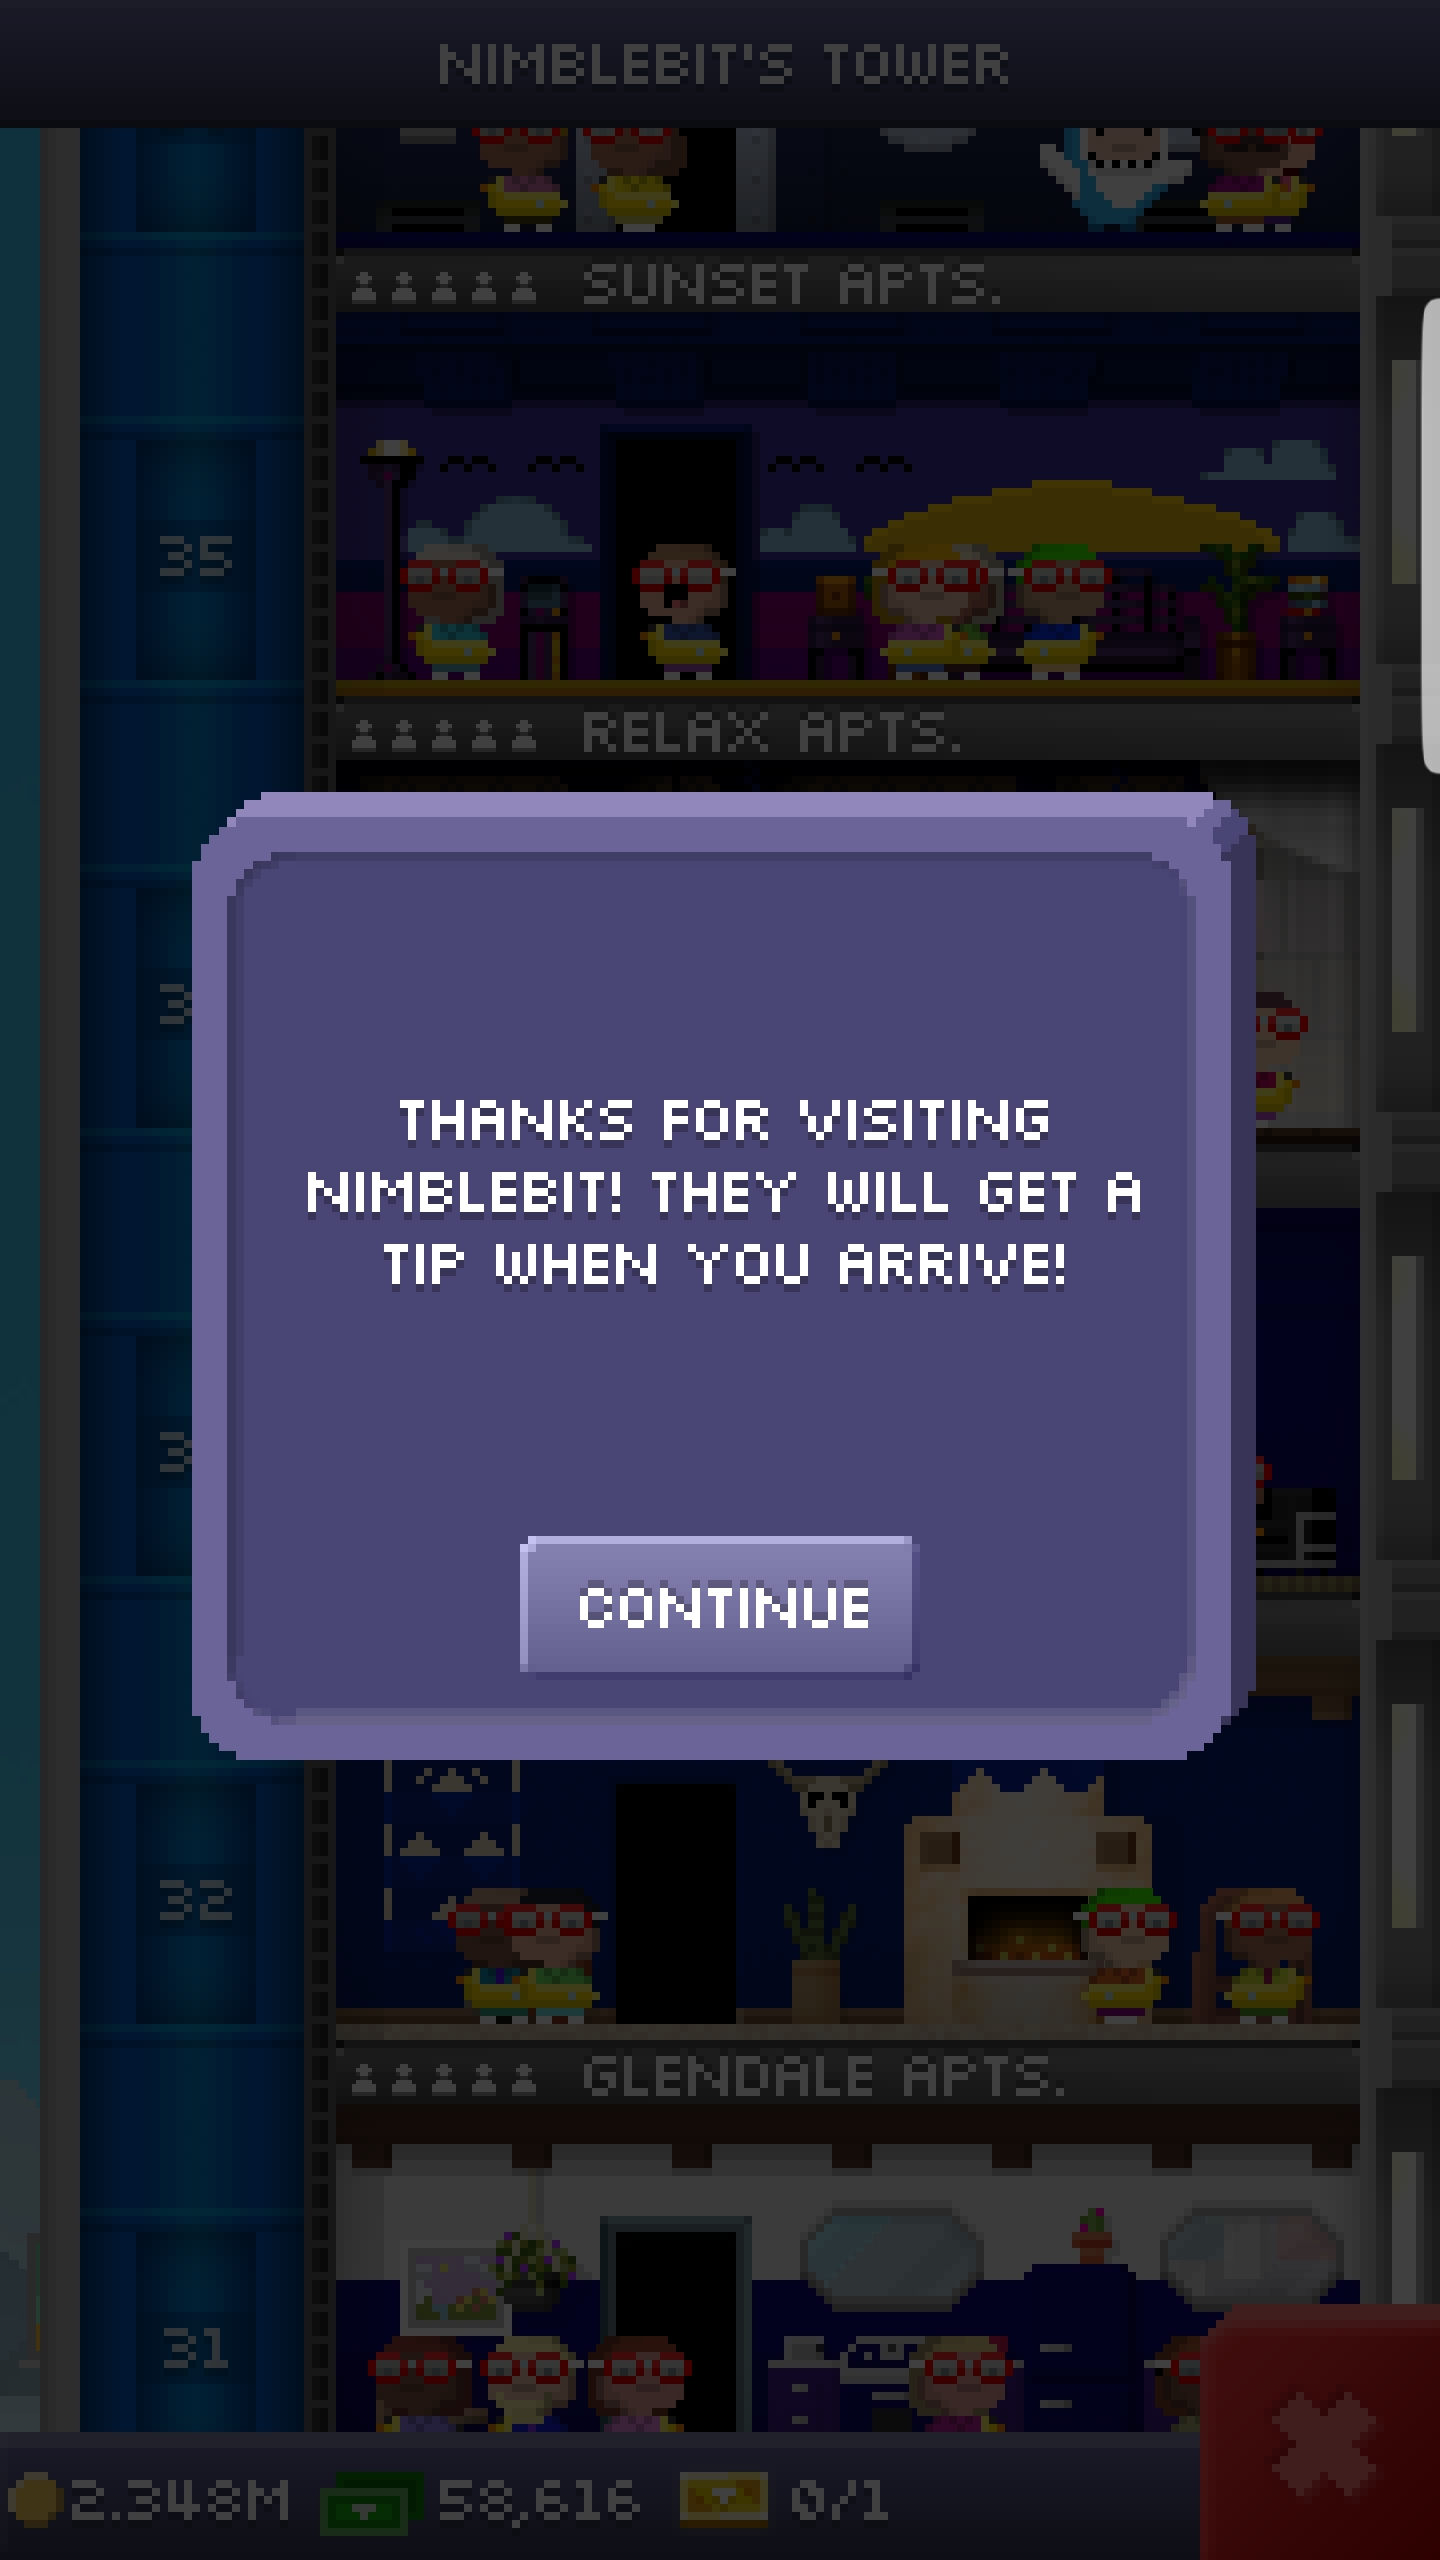 NIMBLEBIT'S TOWER
SUNSET APTS.
35
RELAX APTS.
THANKS FOR VISITING
NIMBLEBIT! THEY WILL GET A
TIP WHEN YOU ARRIVE!
CONTINUE
32
GLENDALE APTS.
31
2.348M 58,616 0/1